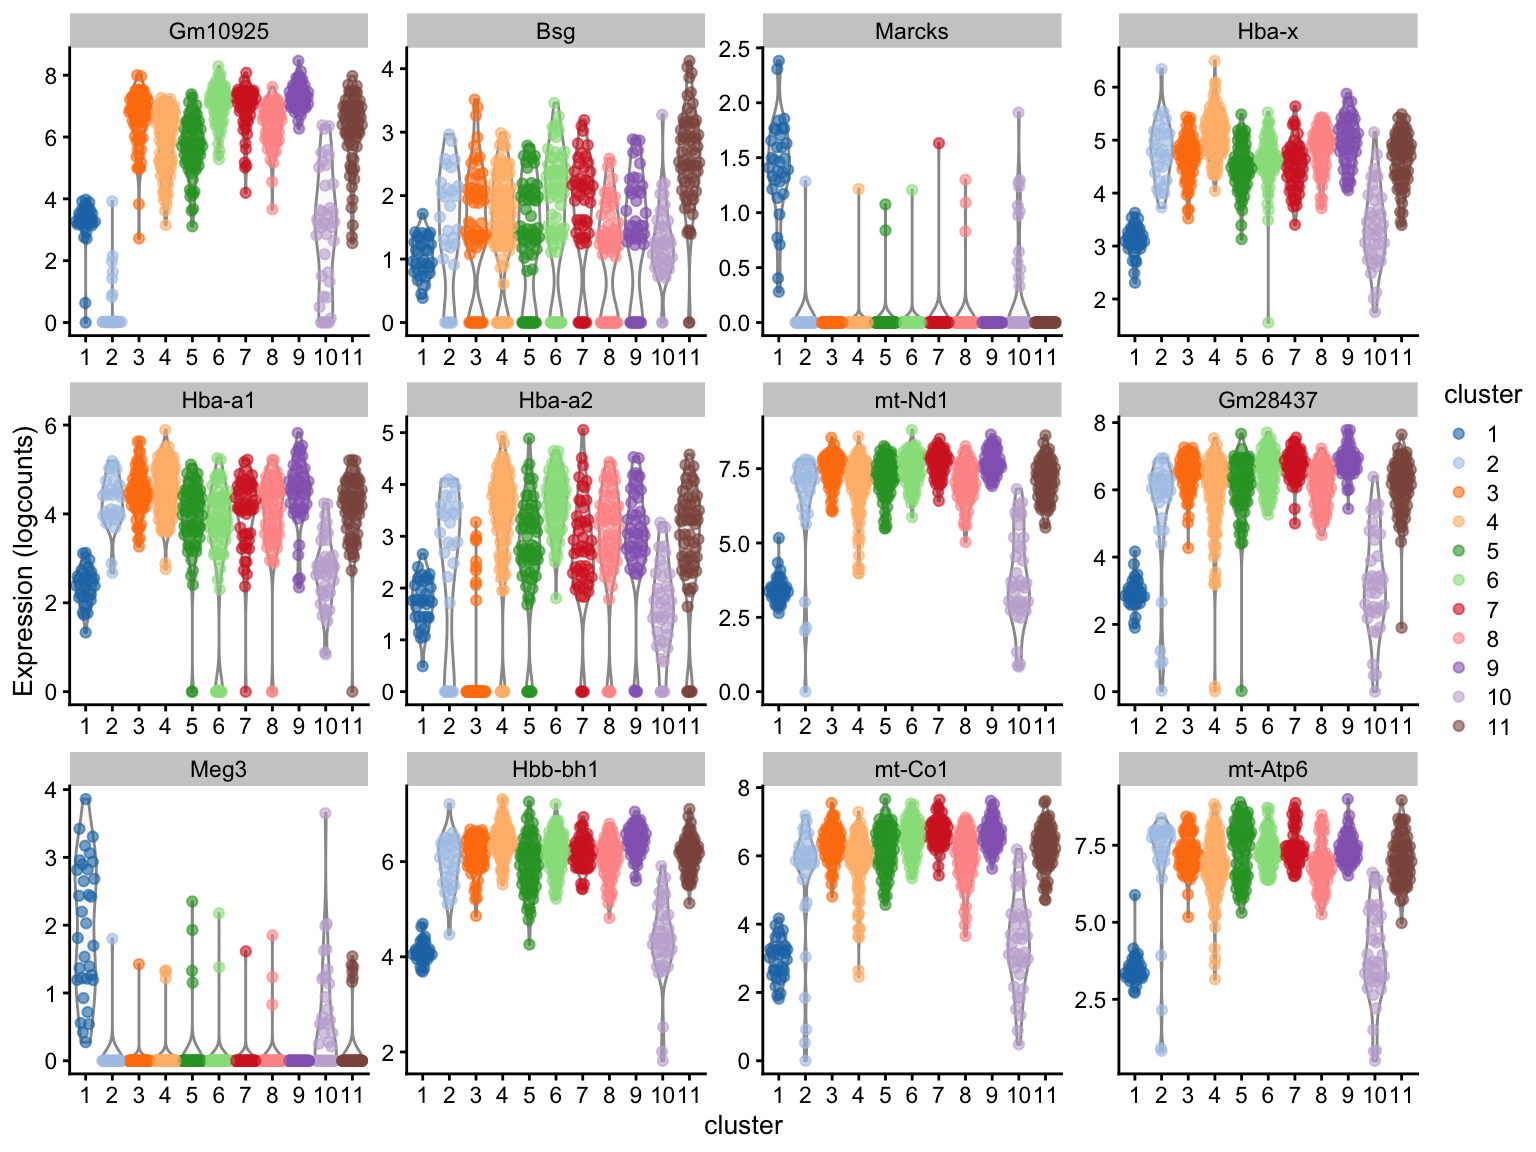 Gm10925 Bsg Marcks Hba-x
8 6 4 2 0
4 3 2 1 0
2.5 2.0 1.5 1.0 0.5 0.0
6 5 4 3 2
1 2 3 4 5 6 7 8 9 10 11
1 2 3 4 5 6 7 8 9 10 11
1 2 3 4 5 6 7 8 9 10 11
1 2 3 4 5 6 7 8 9 10 11
Hba-a1 Hba-a2 mt-Nd1 Gm28437
6 4 2 0
5 4 3 2 1 0
7.5 5.0 2.5 0.0
8 6 4 2 0
1 2 3 4 5 6 7 8 9 10 11
1 2 3 4 5 6 7 8 9 10 11
1 2 3 4 5 6 7 8 9 10 11
1 2 3 4 5 6 7 8 9 10 11
Meg3 Hbb-bh1 mt-Co1 mt-Atp6
4 3 2 1 0
6 4 2
8 6 4 2 0
7.5 5.0 2.5
1 2 3 4 5 6 7 8 9 10 11
1 2 3 4 5 6 7 8 9 10 11
1 2 3 4 5 6 7 8 9 10 11
1 2 3 4 5 6 7 8 9 10 11
Expression (logcounts)
cluster
cluster
1
2
3
4
5
6
7
8
9
10
11